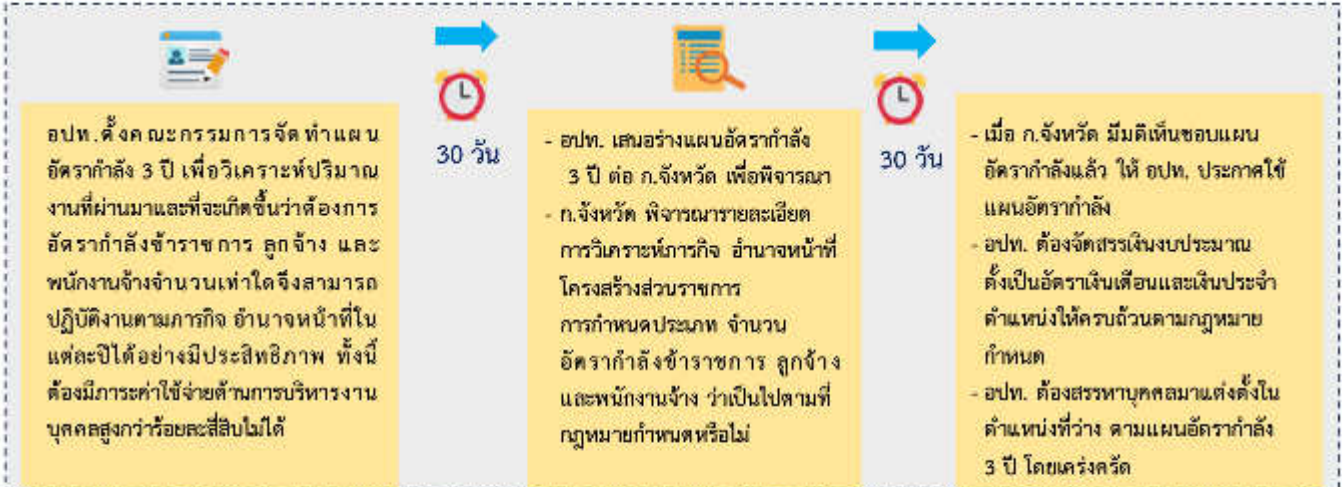 อปท.ตั้งคณะกรรมการจัดทำแผน
อัตรากำลัง 3 ปี เพื่อวิเคราะห์ปริมาณ
งานที่ผ่านมาและที่จะเกิดขึ้นว่าต้องการ
อัตรากำลังข้าราชการ ลูกจ้าง และ
พนักงานจ้างจำนวนเท่าใดจึงสามารถ
ปฏิบัติงานตามภารกิจ อำนาจหน้าที่ใน
แต่ละปีได้อย่างมีประสิทธิภาพ ทั้งนี้
ต้องมีภาระค่าใช้จ่ายด้านการบริหารงาน
บุคคลสูงกว่าร้อยละสี่สิบไม่ได้
30 วัน
- อปท. เสนอร่างแผนอัตรากำลัง
3 ปี ต่อ ก.จังหวัด เพื่อพิจารณา
- ก.จังหวัด พิจารณารายละเอียด
การวิเคราะห์ภารกิจ อำนาจหน้าที่
โครงสร้างส่วนราชการ
การกำหนดประเภท จำนวน
อัตรากำลังข้าราชการ ลูกจ้าง
และพนักงานจ้าง ว่าเป็นไปตามที่
กฎหมายกำหนดหรือไม่
30 วัน
- เมื่อ ก.จังหวัด มีมติเห็นชอบแผน
อัตรากำลังแล้ว ให้ อปท. ประกาศใช้
แผนอัตรากำลัง
- อปท. ต้องจัดสรรเงินงบประมาณ
ตั้งเป็นอัตราเงินเดือนและเงินประจำ
ตำแหน่งให้ครบถ้วนตามกฎหมาย
กำหนด
- อปท. ต้องสรรหาบุคคลมาแต่งตั้งใน
ตำแหน่งที่ว่าง ตามแผนอัตรากำลัง
3 ปี โดยเคร่งครัด